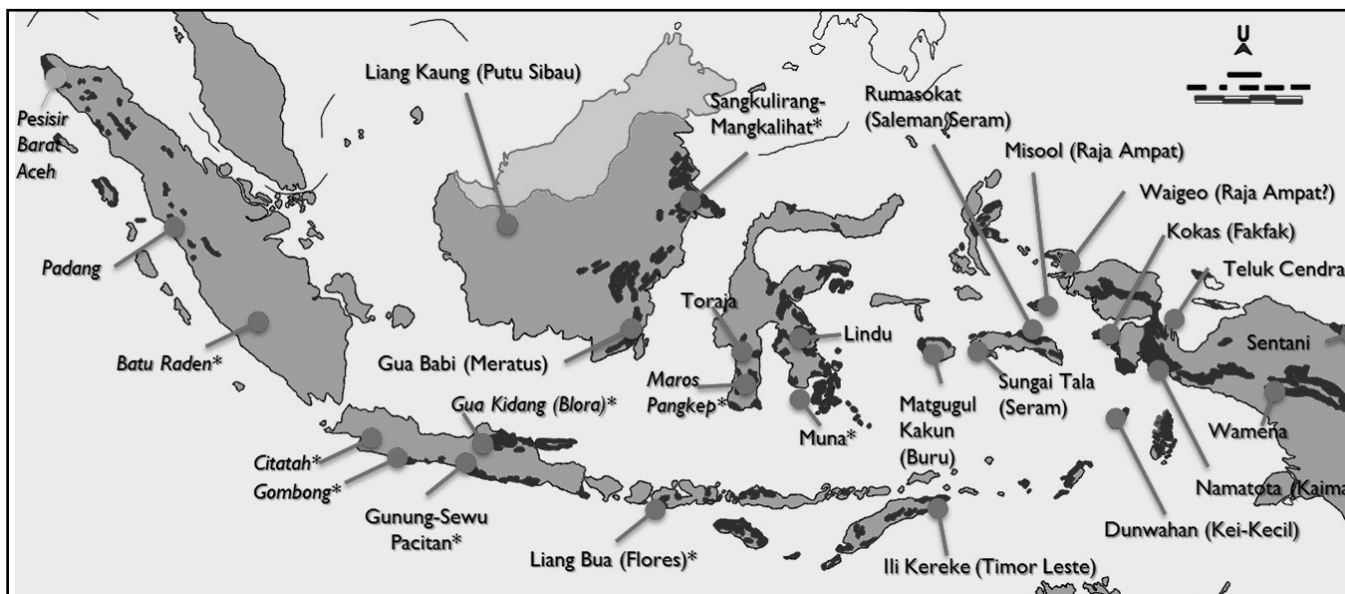 U
Liang Kaung (Putu Sibau)
Sangkulirang-
Mangkalihat*
Rumasokat
(Saleman Seram)
Misool (Raja Ampat)
Waigeo (Raja Ampat?)
Kokas (Fakfak)
Teluk Cendra
Pesisir
Barat
Aceh
Padang
Batu Raden*
Gua Babi (Meratus)
Toraja
Lindu
Sentani
Maros
Pangkep*
Gua Kidang (Blora)*
Muna*
Matgugul
Kakun
(Buru)
Sungai Tala
(Seram)
Wamena
Citatah*
Gombong*
Gunung-Sewu
Pacitan*
Liang Bua (Flores)*
Ili Kereke (Timor Leste)
Dunwahan (Kei-Kecil)
Namatota (Kaima